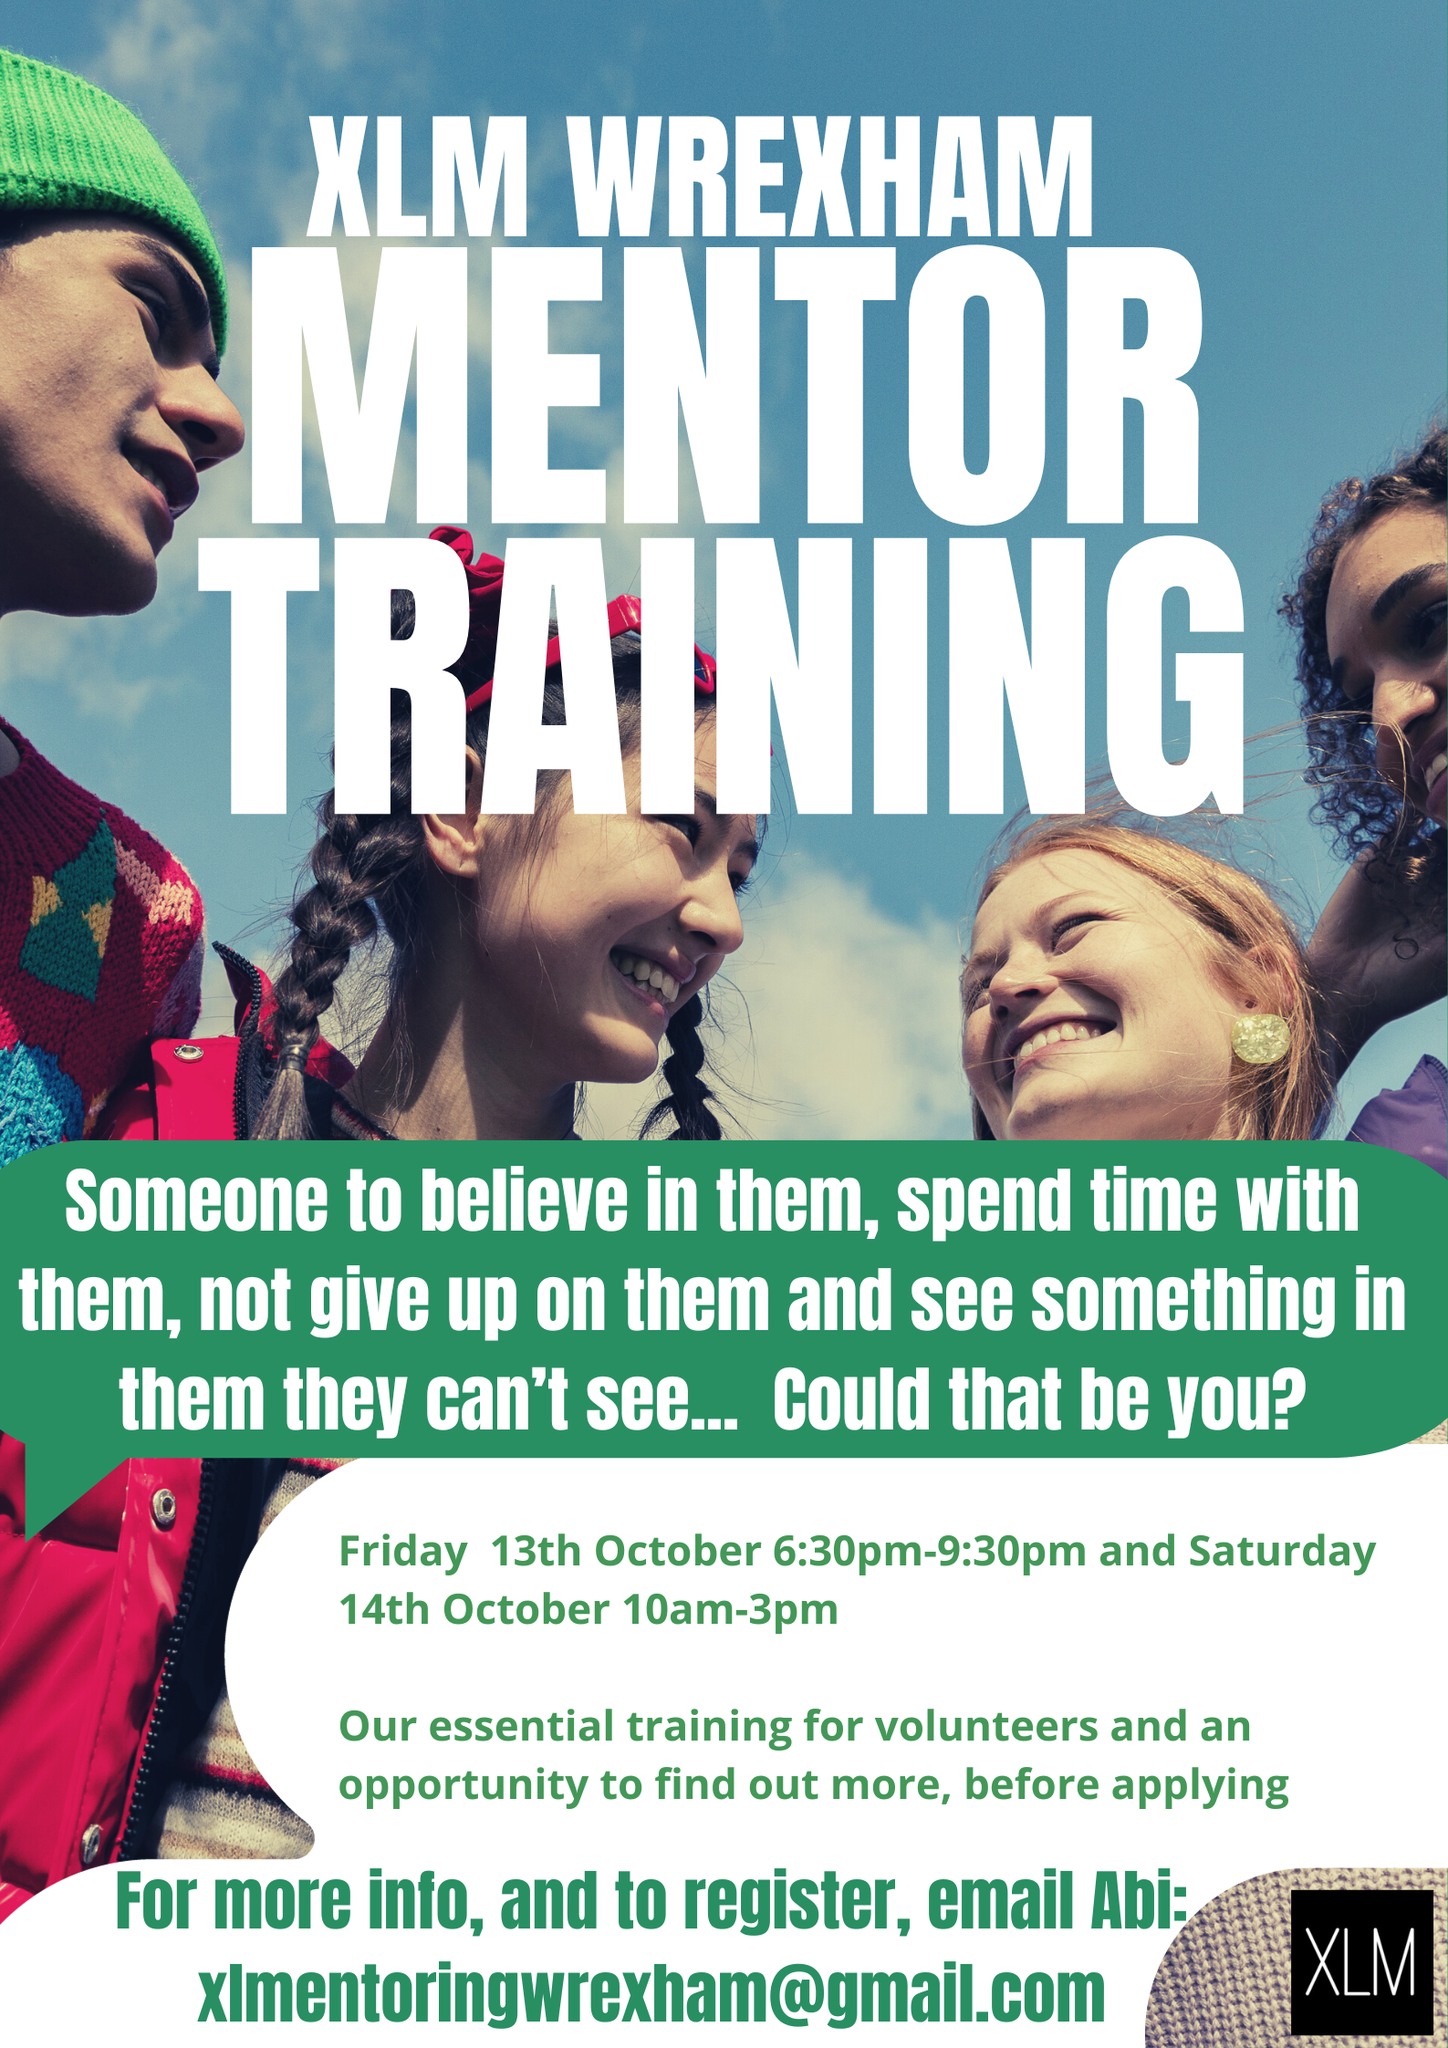 XLM WREXHAM
MENTOR
TRAINING
Someone to believe in them, spend time with
them, not give up on them and see something in
them they can't see... Could that be you?
Friday 13th October 6:30pm-9:30pm and Saturday
14th October 10am-3pm
Our essential training for volunteers and an
opportunity to find out more, before applying
For more info, and to register, email Abi:
xlmentoringwrexham@gmail.com
XLM